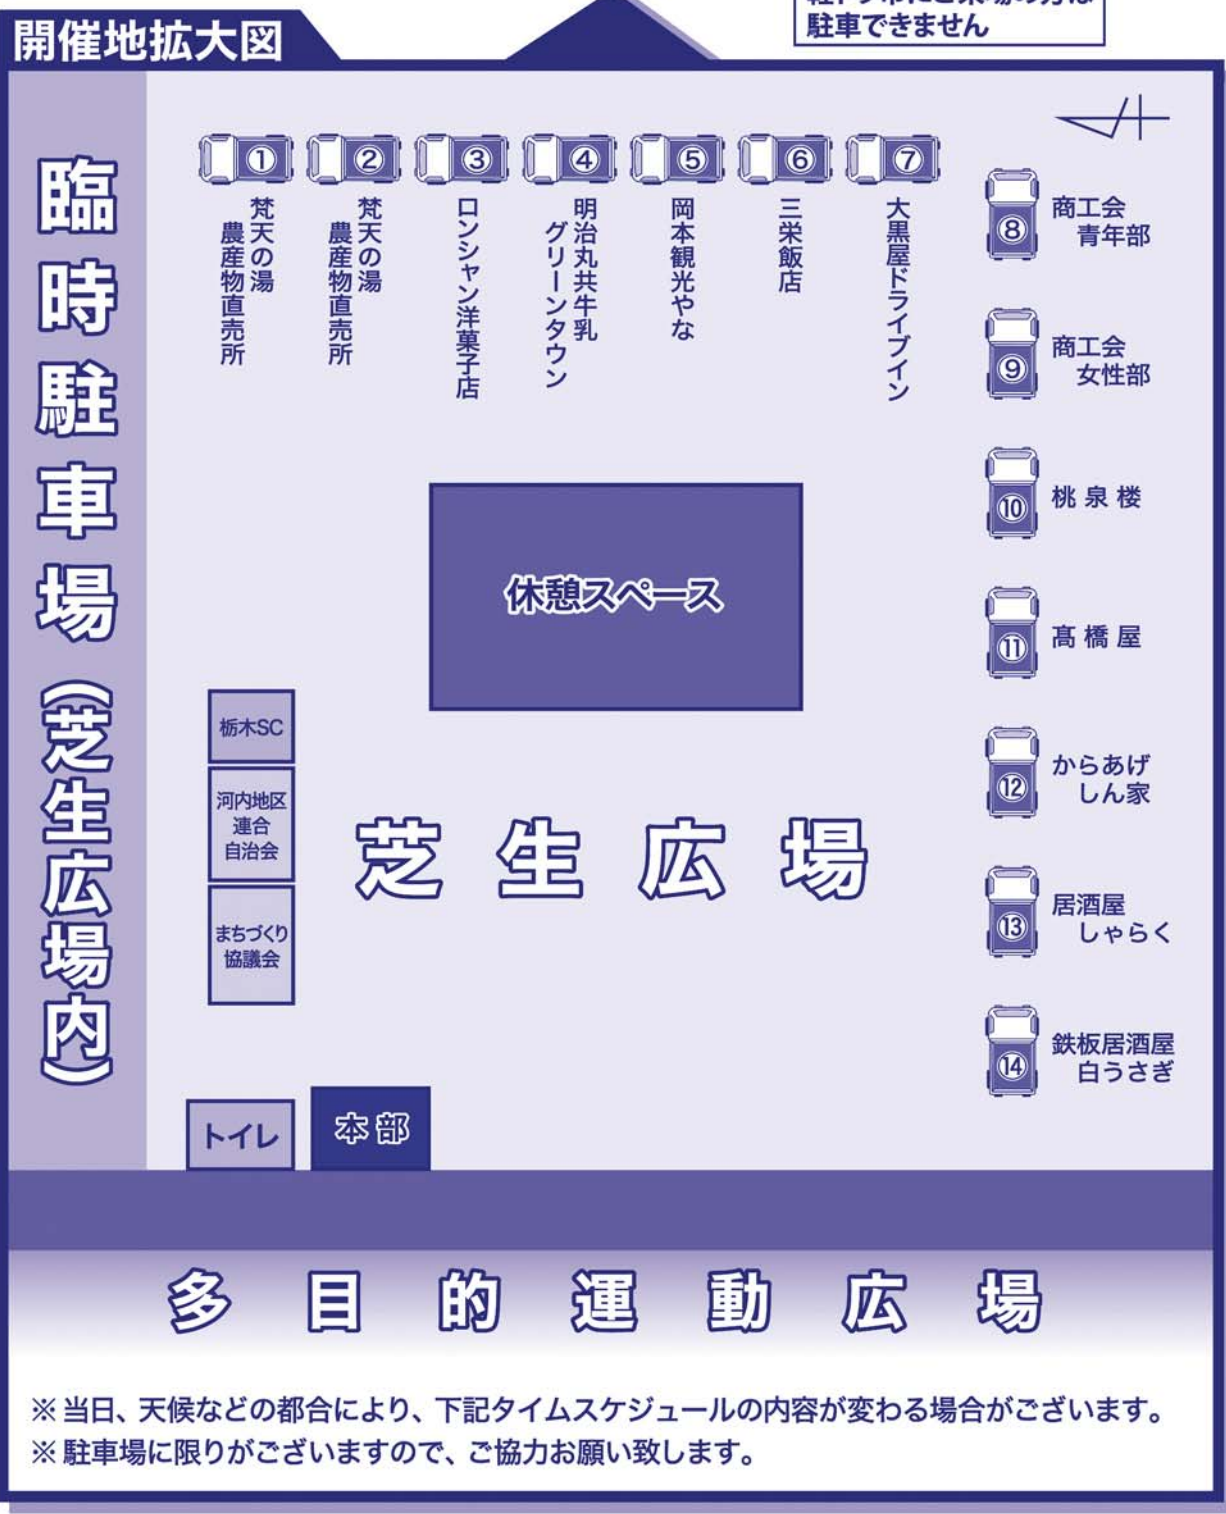 駐車できません
開催地拡大図
臨時駐車場(芝生広場内)
①
梵天の湯
農産物直売所
②
梵天の湯
農産物直売所
③
ロンシャン洋菓子店
④
明治丸共牛乳
グリーンタウン
⑤
岡本観光やな
⑥
三栄飯店
⑦
大黒屋ドライブイン
⑧
商工会
青年部
⑨
商工会
女性部
⑩
桃泉楼
⑪
髙橋屋
⑫
からあげ
しん家
⑬
居酒屋
しゃらく
⑭
鉄板居酒屋
白うさぎ
休憩スペース
栃木SC
河内地区
連合
自治会
まちづくり
協議会
芝生広場
トイレ
本部
多目的運動広場
※当日、天候などの都合により、下記タイムスケジュールの内容が変わる場合がございます。
※駐車場に限りがございますので、ご協力お願い致します。